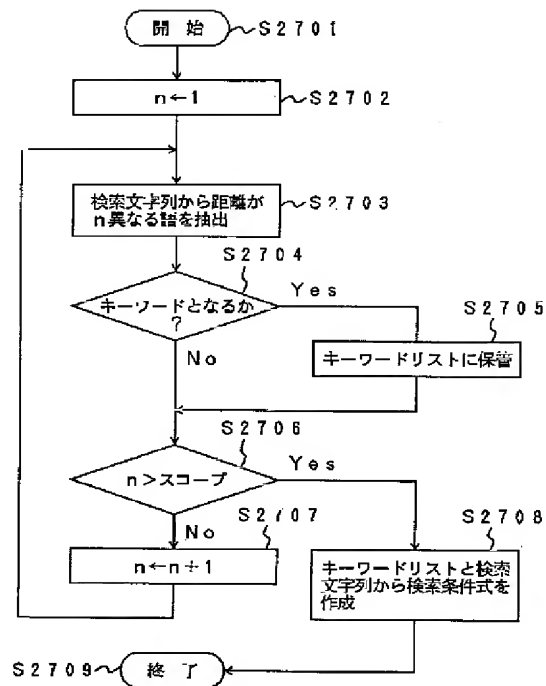 開始
S2701
n←1
S2702
検索文字列から距離が
n異なる語を抽出
S2703
S2704
キーワードとなるか
?
Yes
No
S2705
キーワードリストに保管
S2706
n>スコープ
Yes
No
S2707
n←n+1
S2708
キーワードリストと検索
文字列から検索条件式を
作成
S2709
終了